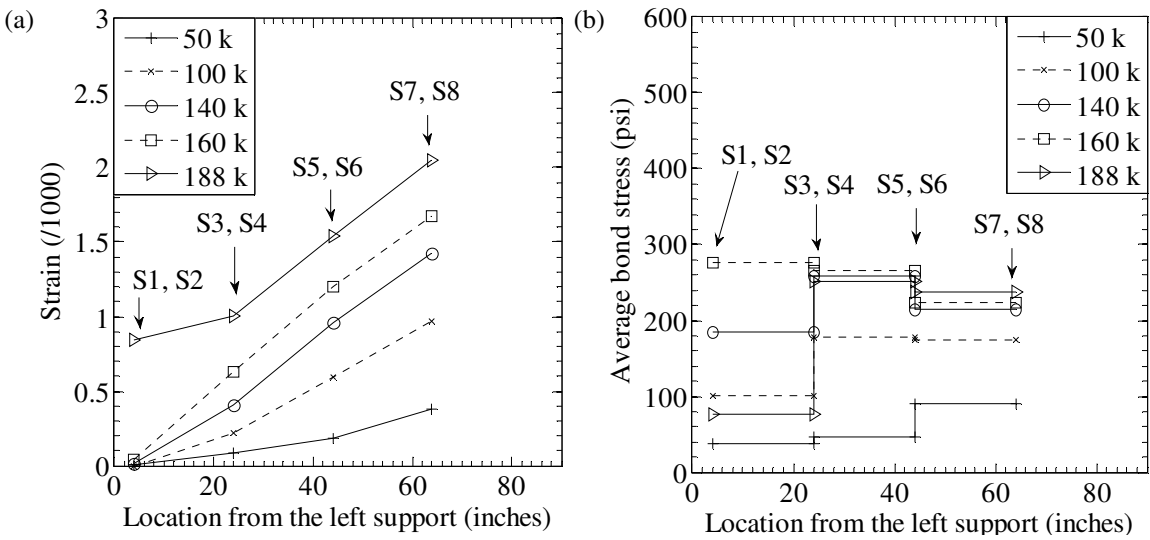 (a)
3
2.5
2
1.5
1
0.5
0
0 20 40 60 80
Strain (/1000)
Location from the left support (inches)
50 k
100 k
140 k
160 k
188 k
S1, S2
S3, S4
S5, S6
S7, S8
(b)
600
500
400
300
200
100
0
0 20 40 60 80
Average bond stress (psi)
Location from the left support (inches)
50 k
100 k
140 k
160 k
188 k
S1, S2
S3, S4
S5, S6
S7, S8